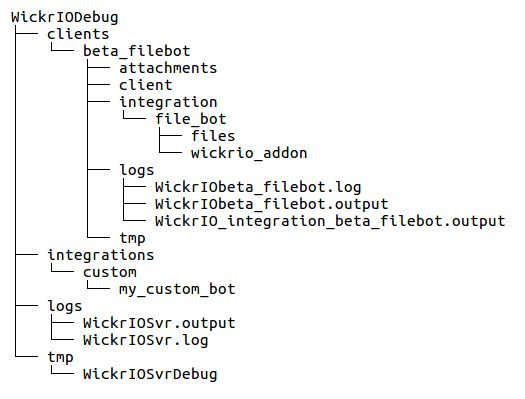 WickrIODebug
clients
beta_filebot
attachments
client
integration
file_bot
files
wickrio_addon
logs
WickrIObeta_filebot.log
WickrIObeta_filebot.output
WickrIO_integration_beta_filebot.output
tmp
integrations
custom
my_custom_bot
logs
WickrIOSvr.output
WickrIOSvr.log
tmp
WickrIOSvrDebug